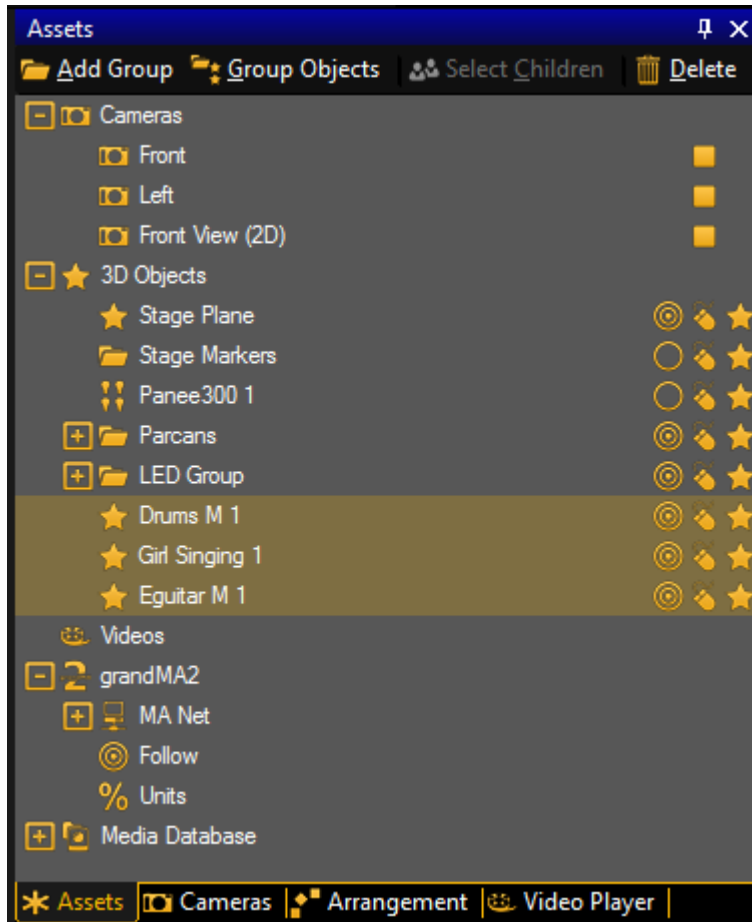 Assets
Add Group Group Objects Select Children Delete
Cameras
Front
Left
Front View (2D)
3D Objects
Stage Plane
Stage Markers
Panee300 1
Parcans
LED Group
Drums M 1
Girl Singing 1
Eguitar M 1
Videos
grandMA2
MA Net
Follow
% Units
Media Database
Assets Cameras Arrangement Video Player